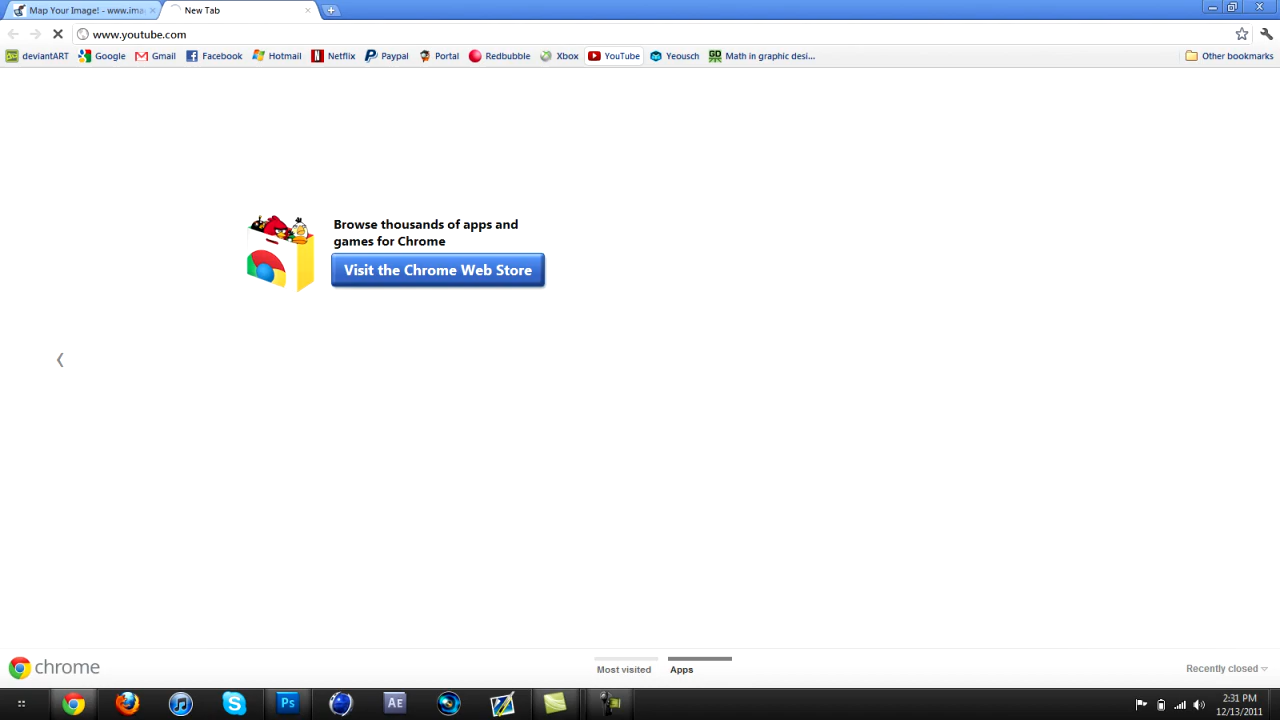 Map Your Image! - www.ima
New Tab
www.youtube.com
deviantART Google Gmail Facebook Hotmail Netflix Paypal Portal Redbubble Xbox YouTube Yeousch Math in graphic desi... Other bookmarks
Browse thousands of apps and
games for Chrome
Visit the Chrome Web Store
chrome
Most visited
Apps
Recently closed
Ps
AE
2:31 PM
12/13/2011